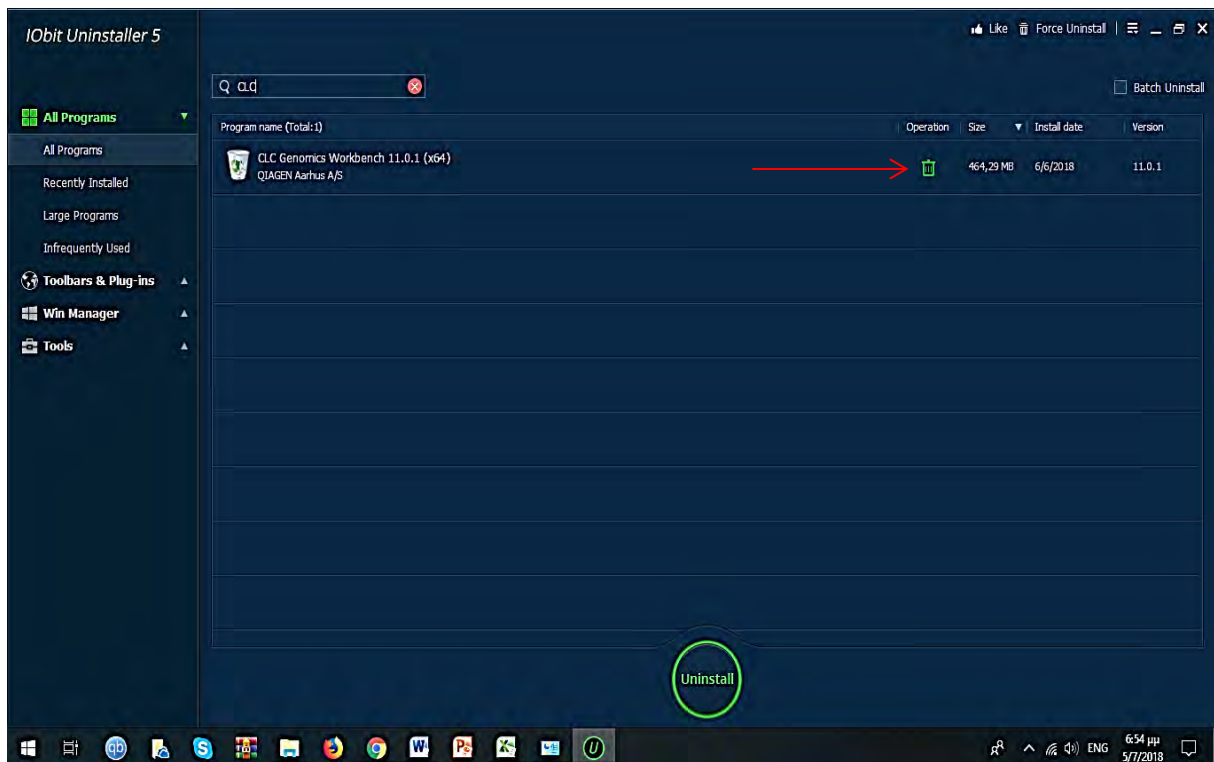 IObit Uninstaller 5
Like Force Uninstall
CLC
Batch Uninstall
All Programs
All Programs
Recently Installed
Large Programs
Infrequently Used
Toolbars & Plug-ins
Win Manager
Tools
Program name (Total:1) Operation Size Install date Version
CLC Genomics Workbench 11.0.1 (x64) 464,29 MB 6/6/2018 11.0.1
QIAGEN Aarhus A/S
Uninstall
qb S W P X U ENG 6:54 μμ
5/7/2018